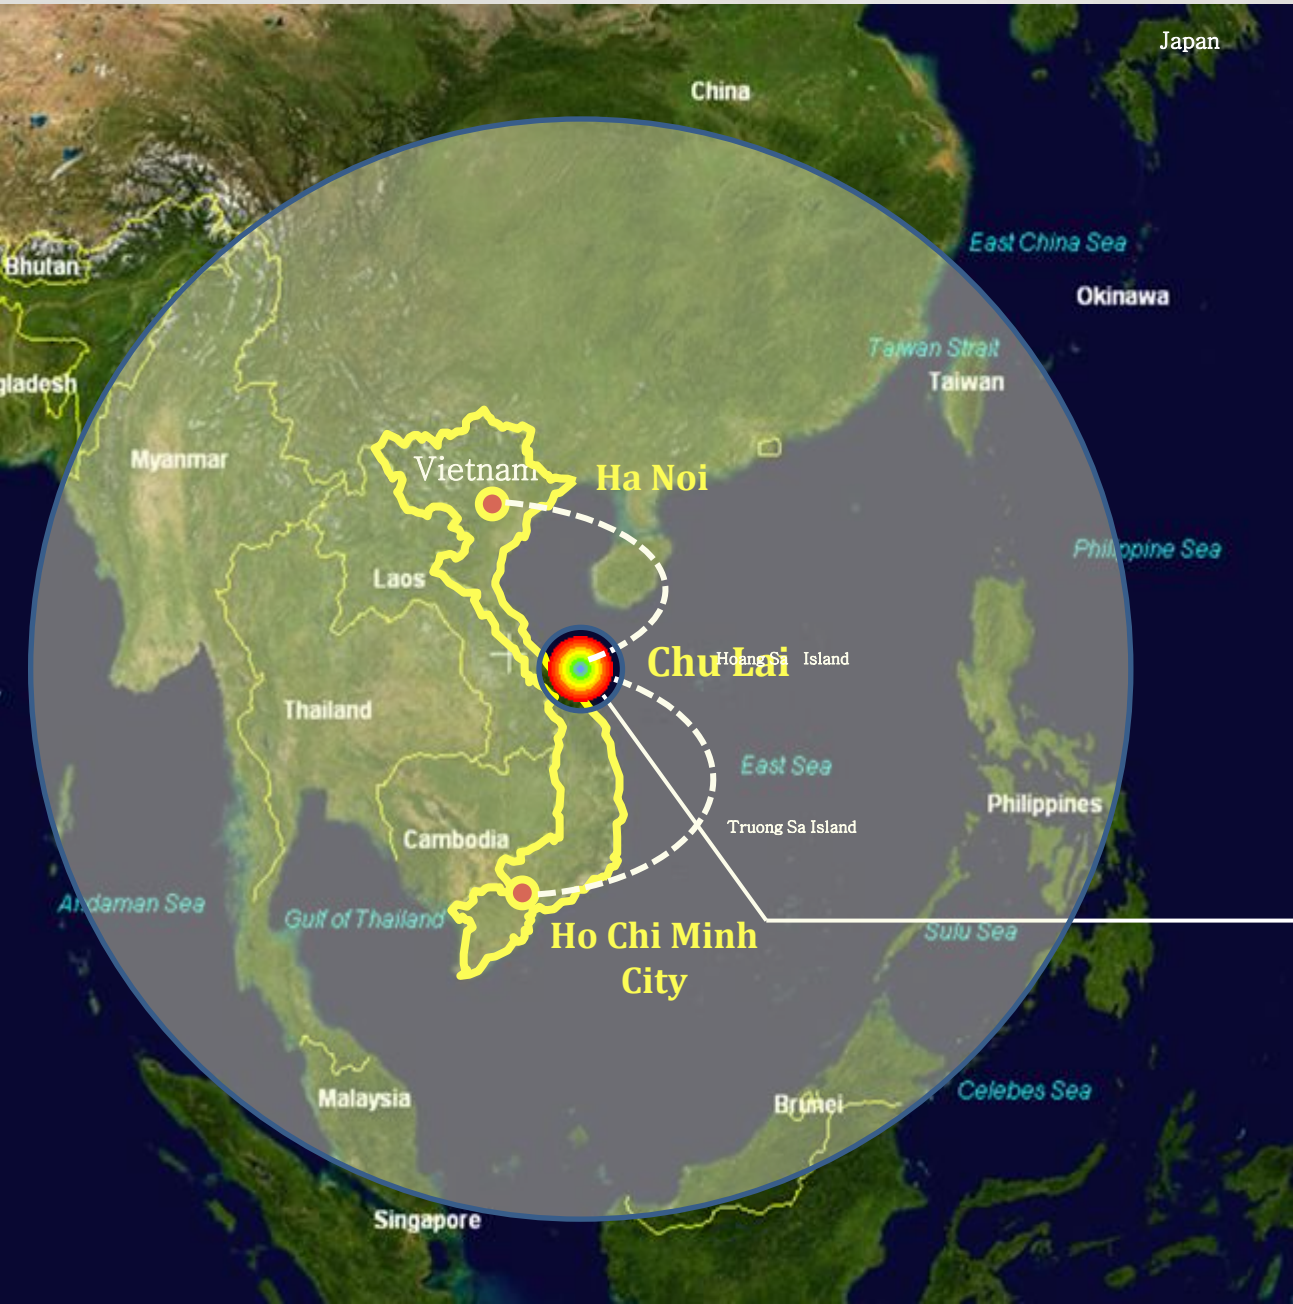 Japan
China
East China Sea
Bhutan
Okinawa
Taiwan Strait
gladesh
Taiwan
Myanmar
Vietnam
Ha Noi
Philippine Sea
Laos
Chu Lai
Hoang Sa Island
Thailand
East Sea
Philippines
Truong Sa Island
Cambodia
Andaman Sea
Gulf of Thailand
Sulu Sea
Ho Chi Minh
City
Celebes Sea
Malaysia
Brunei
Singapore